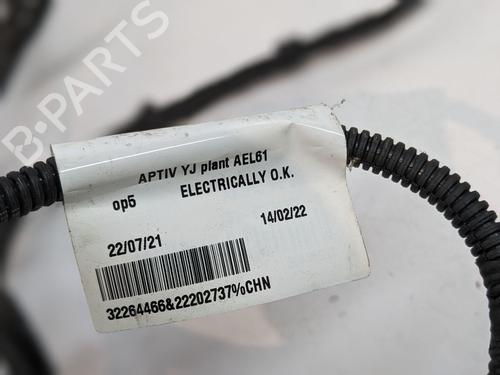 B-PARTS
APTIV YJ plant AEL61
op5 ELECTRICALLY O.K.
22/07/21 14/02/22
32264466&22202737%CHN